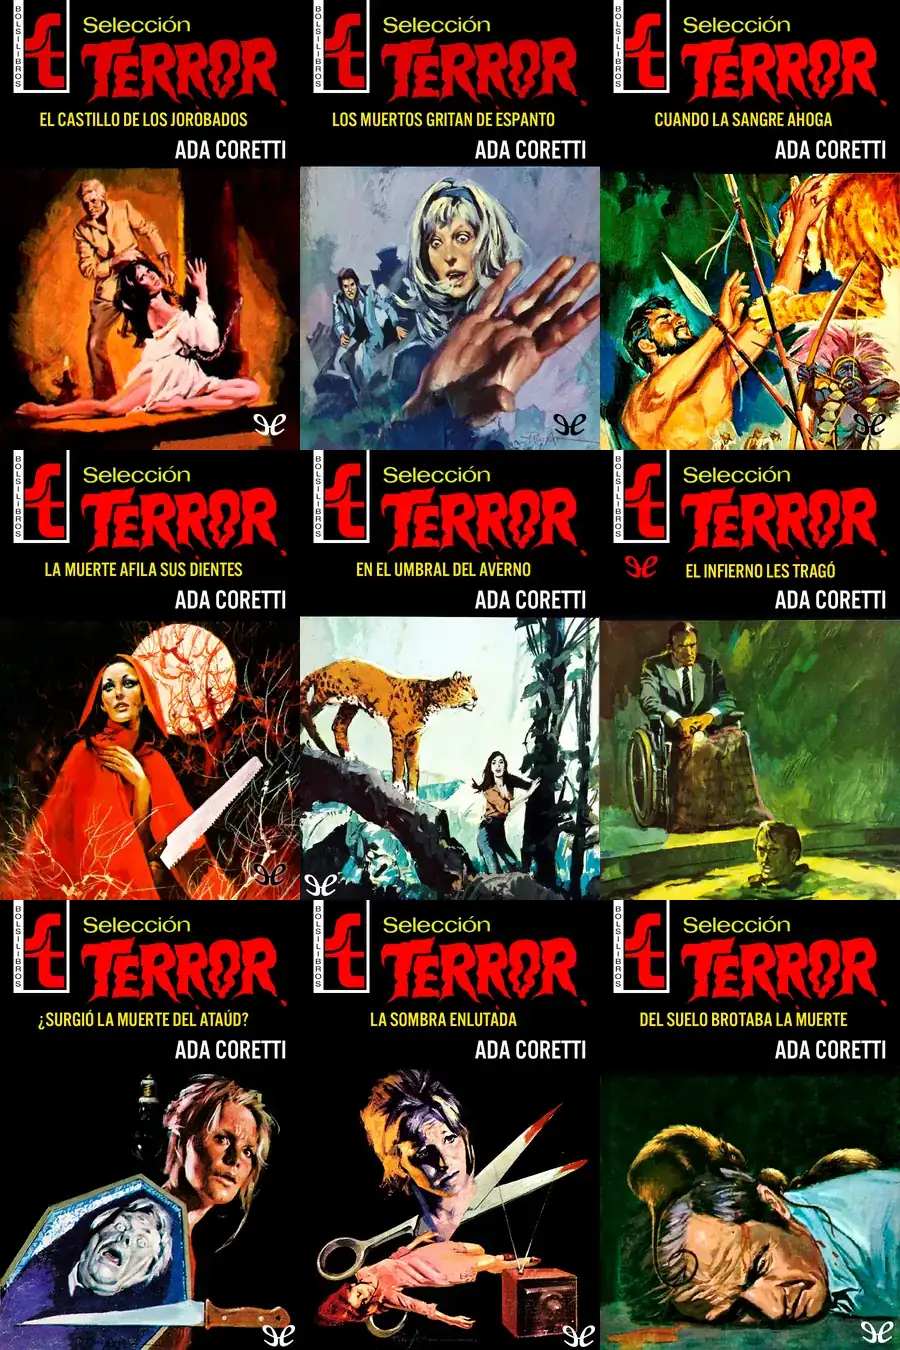 BOLSILIBROS
Selección
TERROR
EL CASTILLO DE LOS JOROBADOS
ADA CORETTI
BOLSILIBROS
Selección
TERROR
LOS MUERTOS GRITAN DE ESPANTO
ADA CORETTI
BOLSILIBROS
Selección
TERROR
CUANDO LA SANGRE AHOGA
ADA CORETTI
BOLSILIBROS
Selección
TERROR
LA MUERTE AFILA SUS DIENTES
ADA CORETTI
BOLSILIBROS
Selección
TERROR
EN EL UMBRAL DEL AVERNO
ADA CORETTI
BOLSILIBROS
Selección
TERROR
EL INFIERNO LES TRAGÓ
ADA CORETTI
BOLSILIBROS
Selección
TERROR
¿SURGIÓ LA MUERTE DEL ATAÚD?
ADA CORETTI
BOLSILIBROS
Selección
TERROR
LA SOMBRA ENLUTADA
ADA CORETTI
BOLSILIBROS
Selección
TERROR
DEL SUELO BROTABA LA MUERTE
ADA CORETTI